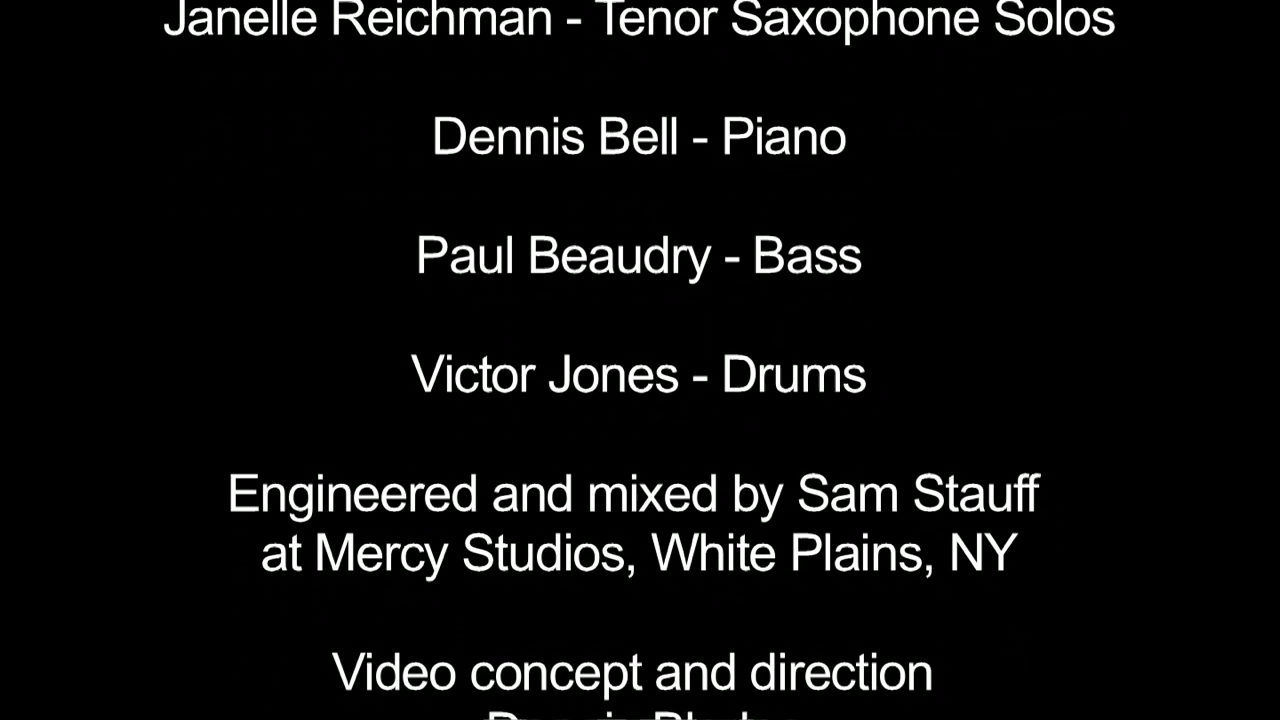 Janelle Reichman - Tenor Saxophone Solos
Dennis Bell - Piano
Paul Beaudry - Bass
Victor Jones - Drums
Engineered and mixed by Sam Stauff
at Mercy Studios, White Plains, NY
Video concept and direction